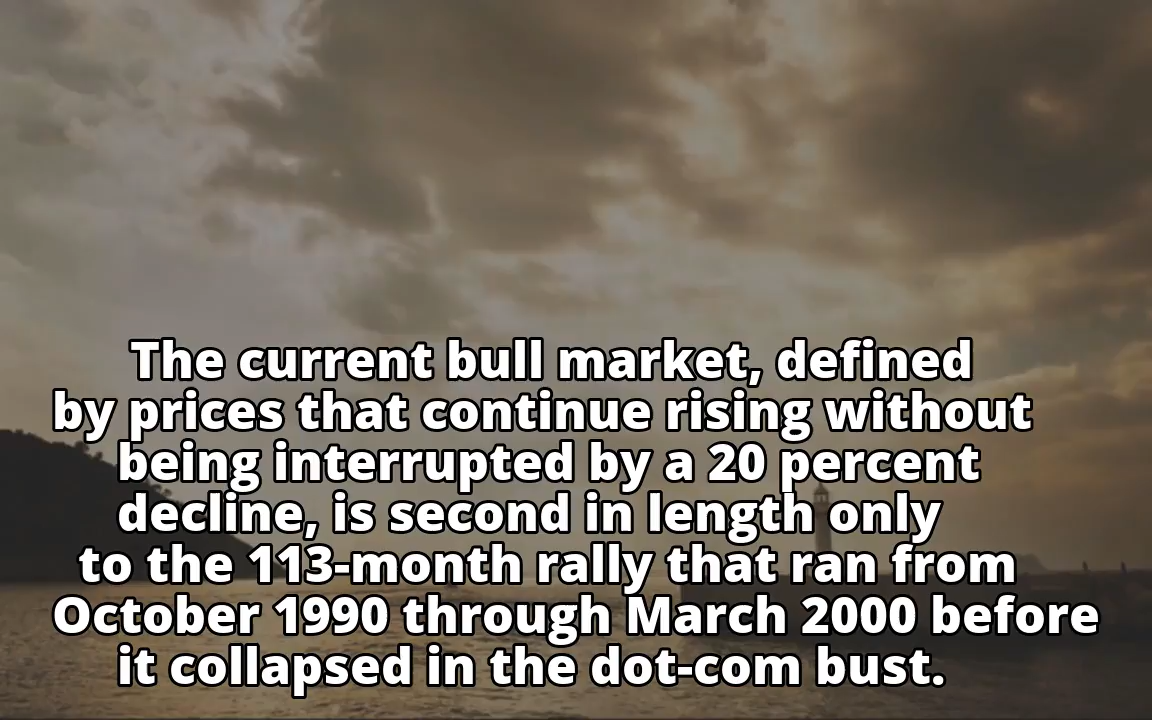 The current bull market, defined
by prices that continue rising without
being interrupted by a 20 percent
decline, is second in length only
to the 113-month rally that ran from
October 1990 through March 2000 before
it collapsed in the dot-com bust.